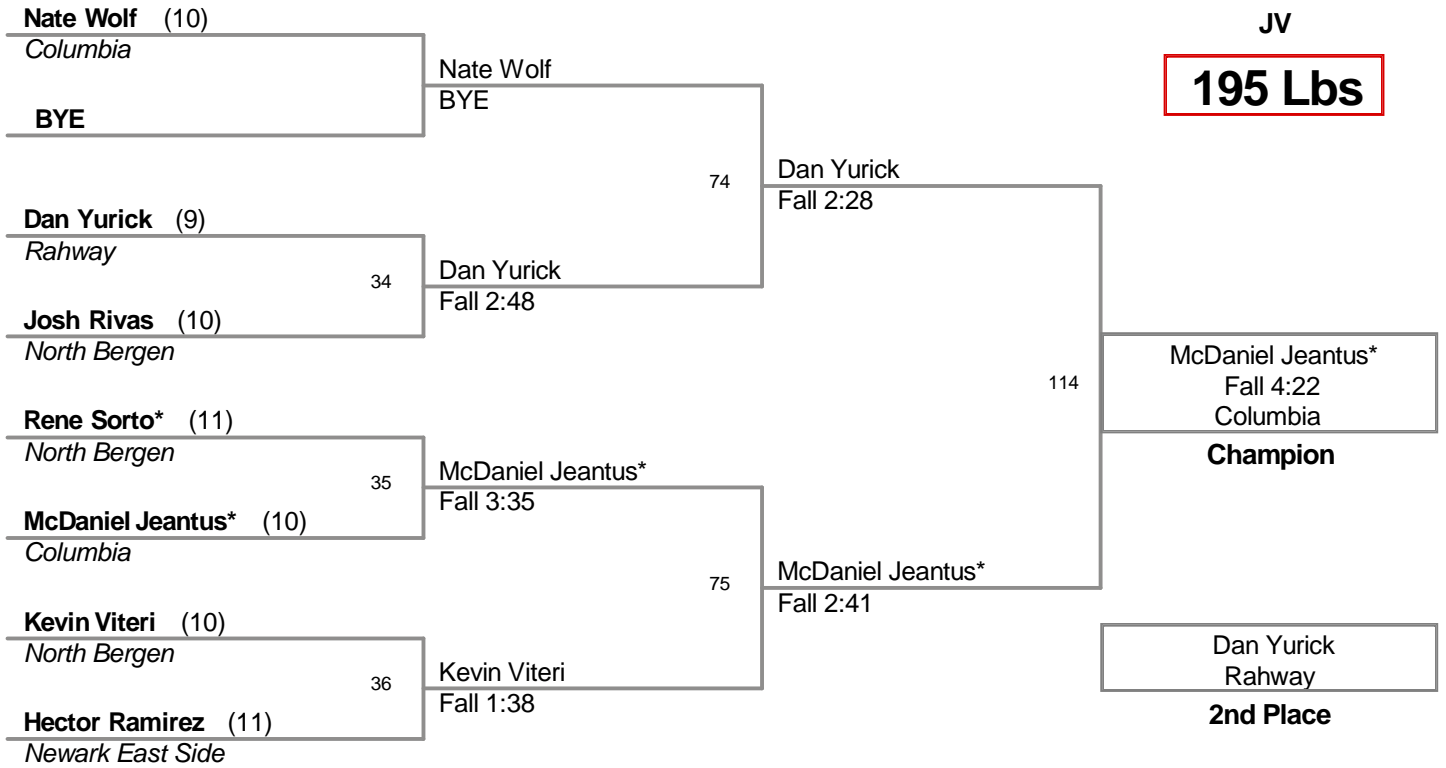 Nate Wolf (10)
Columbia
BYE
Dan Yurick (9)
Rahway
Josh Rivas (10)
North Bergen
Rene Sorto* (11)
North Bergen
McDaniel Jeantus* (10)
Columbia
Kevin Viteri (10)
North Bergen
Hector Ramirez (11)
Newark East Side
34
35
36
Nate Wolf
BYE
Dan Yurick
Fall 2:48
McDaniel Jeantus*
Fall 3:35
Kevin Viteri
Fall 1:38
74
75
Dan Yurick
Fall 2:28
McDaniel Jeantus*
Fall 2:41
114
JV
195 Lbs
McDaniel Jeantus*
Fall 4:22
Columbia
Champion
Dan Yurick
Rahway
2nd Place